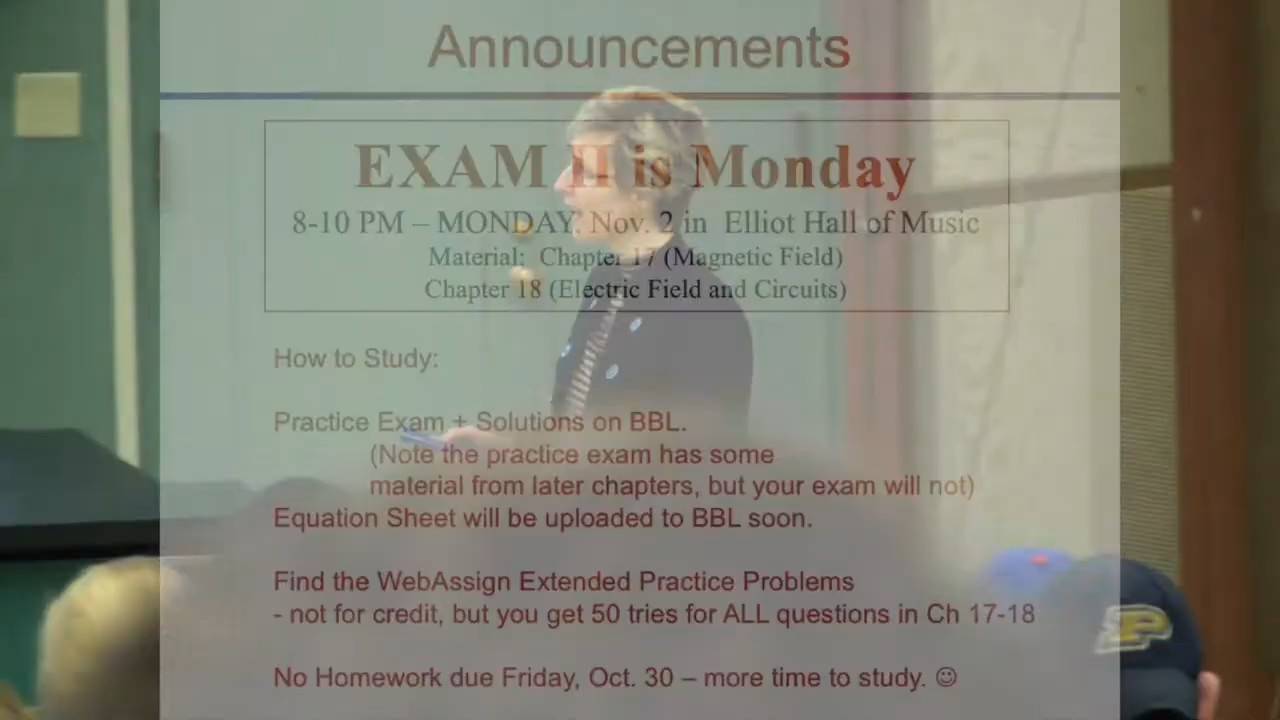 Announcements
EXAM II is Monday
8-10 PM – MONDAY, Nov. 2 in Elliot Hall of Music
Material: Chapter 17 (Magnetic Field)
Chapter 18 (Electric Field and Circuits)
How to Study:
Practice Exam + Solutions on BBL.
(Note the practice exam has some
material from later chapters, but your exam will not)
Equation Sheet will be uploaded to BBL soon.
Find the WebAssign Extended Practice Problems
- not for credit, but you get 50 tries for ALL questions in Ch 17-18
No Homework due Friday, Oct. 30 – more time to study. ☺
P